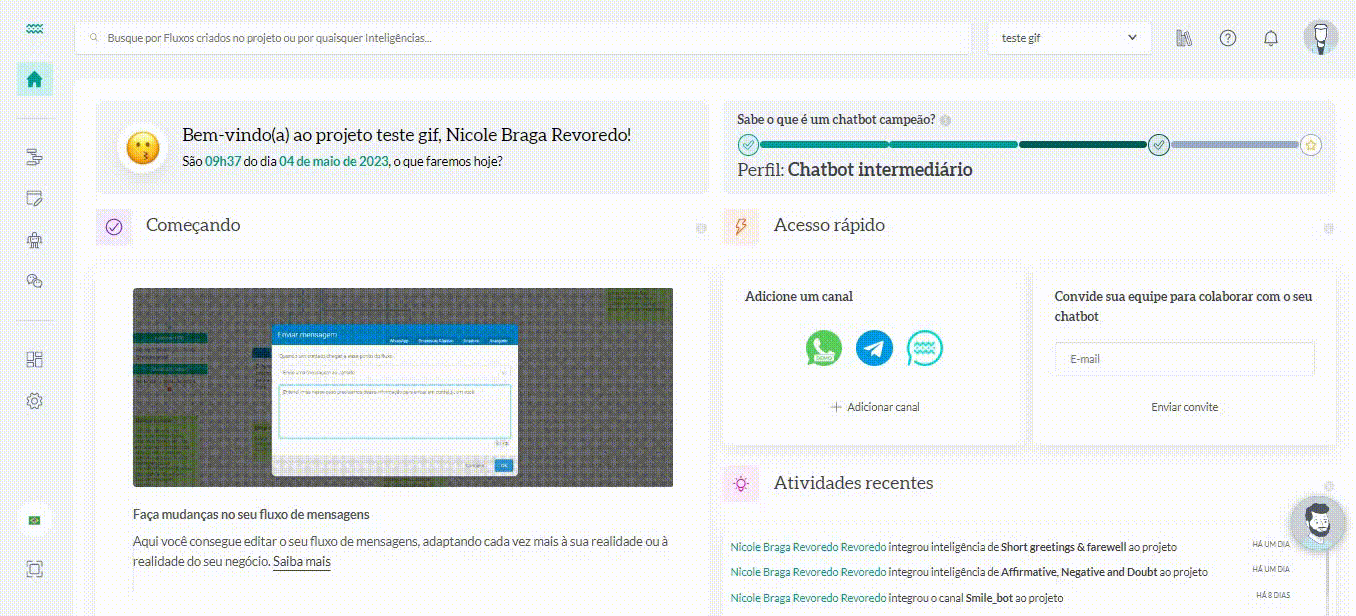 Busque por Fluxos criados no projeto ou por quaisquer Inteligências...
teste gif
Bem-vindo(a) ao projeto teste gif, Nicole Braga Revoredo!
São 09h37 do dia 04 de maio de 2023, o que faremos hoje?
Sabe o que é um chatbot campeão?
Perfil: Chatbot intermediário
Começando
Enviar mensagem
WhatsApp
Faça mudanças no seu fluxo de mensagens
Aqui você consegue editar o seu fluxo de mensagens, adaptando cada vez mais à sua realidade ou à
realidade do seu negócio. Saiba mais
Acesso rápido
Adicione um canal
DEMO
+ Adicionar canal
Convide sua equipe para colaborar com o seu
chatbot
E-mail
Enviar convite
Atividades recentes
Nicole Braga Revoredo Revoredo integrou inteligência de Short greetings & farewell ao projeto HÁ UM DIA
Nicole Braga Revoredo Revoredo integrou inteligência de Affirmative, Negative and Doubt ao projeto HÁ UM DIA
Nicole Braga Revoredo Revoredo integrou o canal Smile_bot ao projeto HÁ 8 DIAS